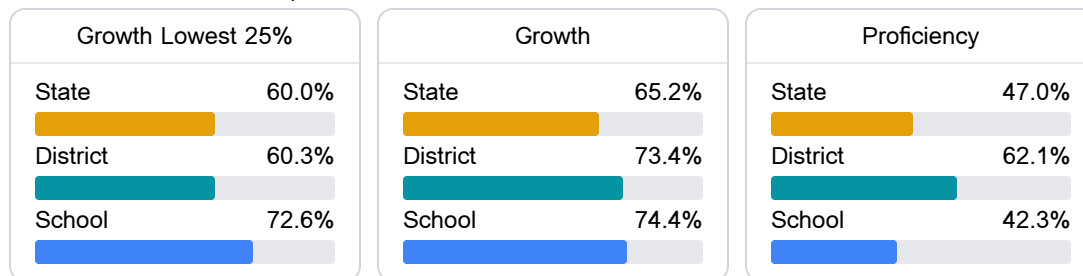 Growth Lowest 25%
State 60.0%
District 60.3%
School 72.6%
Growth
State 65.2%
District 73.4%
School 74.4%
Proficiency
State 47.0%
District 62.1%
School 42.3%